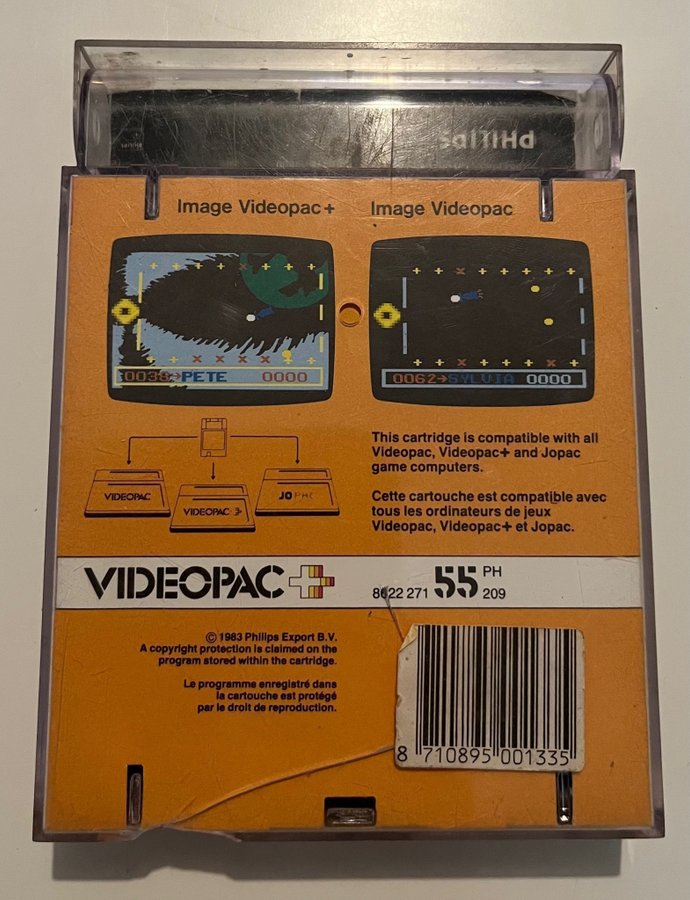 PHILIPS
Image Videopac+
Image Videopac
PETE 0000
0062→SYLVIA 0000
VIDEOPAC
VIDEOPAC+
JOPAC
This cartridge is compatible with all
Videopac, Videopac+ and Jopac
game computers.
Cette cartouche est compatible avec
tous les ordinateurs de jeux
Videopac, Videopac+ et Jopac.
VIDEOPAC+
8622 271 55 PH
209
© 1983 Philips Export B.V.
A copyright protection is claimed on the
program stored within the cartridge.
Le programme enregistré dans
la cartouche est protégé
par le droit de reproduction.
8 710895 001335